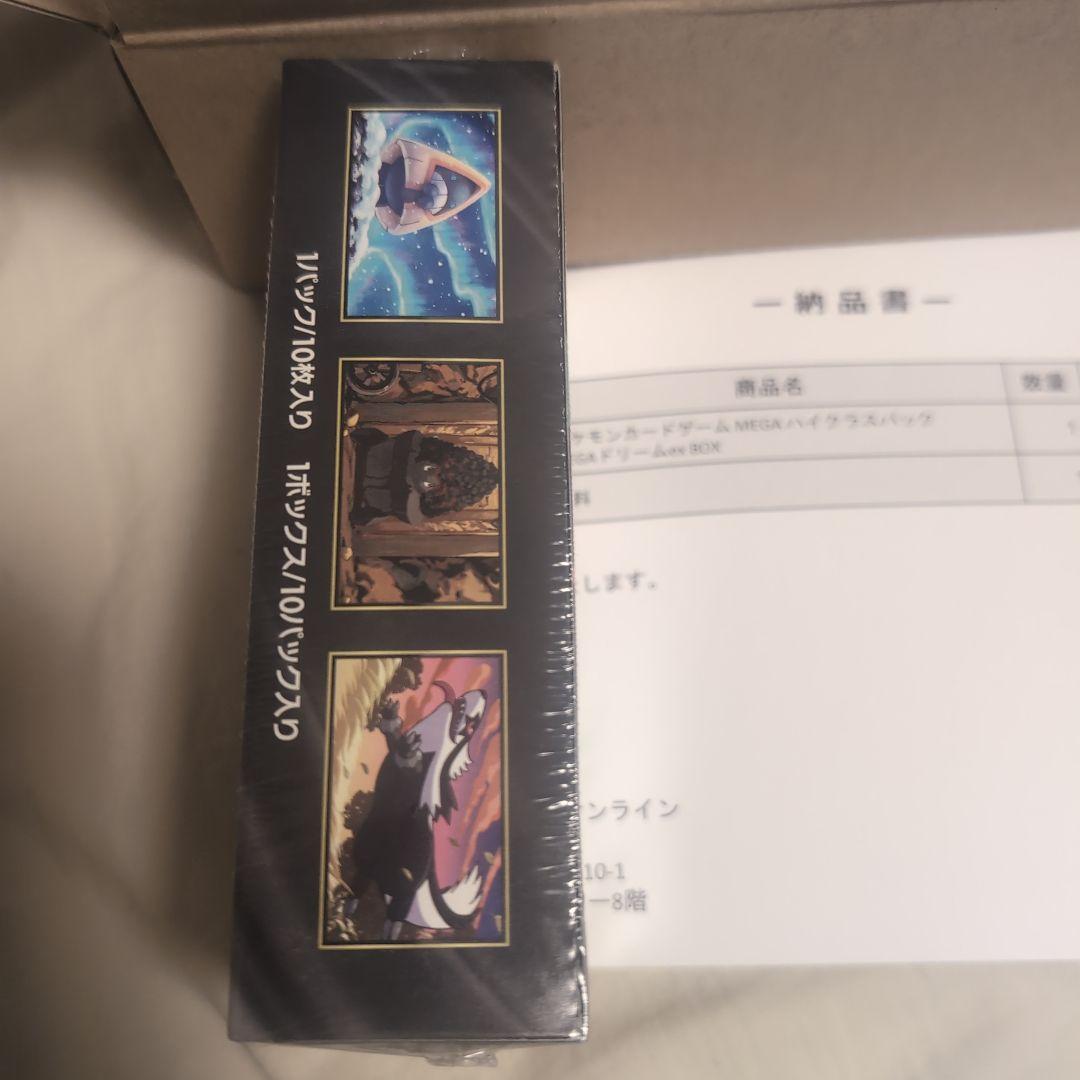 1パック/10枚入り 1ボックス/10パック入り
ー 納 品 書 ー
商品名 数量
ケモンカードゲーム MEGA ハイクラスパック
GAドリームex BOX
料
します。
ンライン
10-1
ー8階